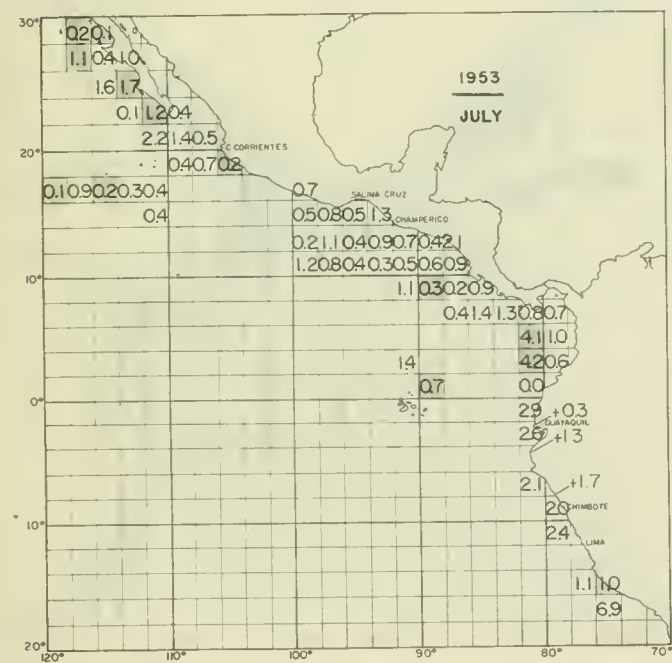 30°
0.2 0.1
1.1 0.4 1.0
1953
1.6 1.7
JULY
0.1 1.2 0.4
2.2 1.4 0.5
C. CORRIENTES
20°
0.4 0.7 0.2
0.1 0.9 0.2 0.3 0.4 0.7
SALINA CRUZ
0.4 0.5 0.8 0.5 1.3
CHAMPERICO
0.2 1.1 0.4 0.9 0.7 0.4 2.1
1.2 0.8 0.4 0.3 0.5 0.6 0.9
10°
1.1 0.3 0.2 0.9
0.4 1.4 1.3 0.8 0.7
4.1 1.0
1.4 4.2 0.6
0.7 0.0
0°
2.9 +0.3
GUAYAQUIL
2.6 +1.3
2.1 +1.7
2.0 CHIMBOTE
10°
2.4
LIMA
1.1 1.0
6.9
20°
120° 110° 100° 90° 80° 70°